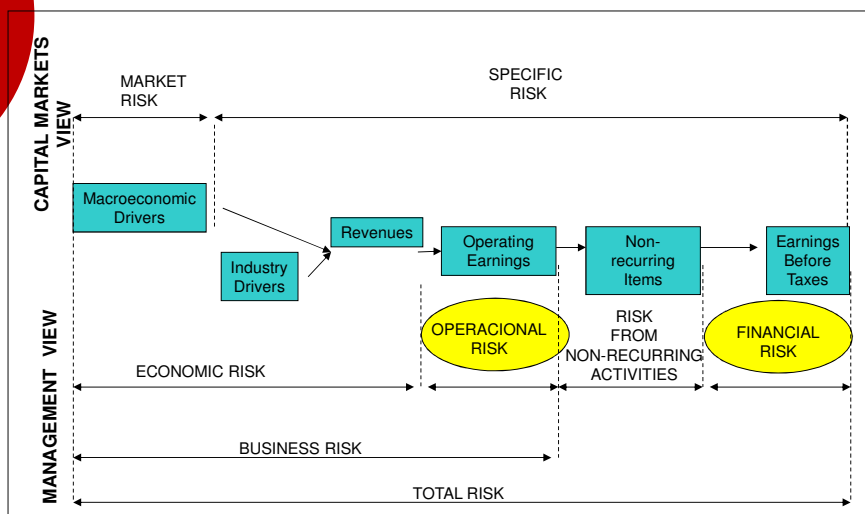 CAPITAL MARKETS
VIEW
MARKET
RISK
SPECIFIC
RISK
Macroeconomic
Drivers
Industry
Drivers
Revenues
Operating
Earnings
Non-
recurring
Items
Earnings
Before
Taxes
MANAGEMENT VIEW
OPERACIONAL
RISK
RISK
FROM
NON-RECURRING
ACTIVITIES
FINANCIAL
RISK
ECONOMIC RISK
BUSINESS RISK
TOTAL RISK